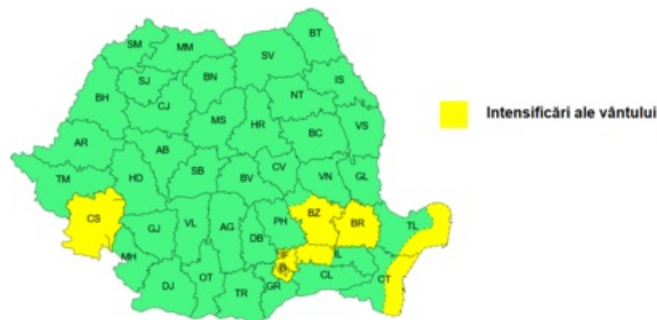 BT
SM
MM
SV
SJ
BN
IS
BH
CJ
NT
MS
HR
VS
AR
AB
BC
TM
HD
SB
BV
CV
VN
GL
CS
GJ
VL
AG
PH
BZ
BR
TL
DB
MH
IF
B
IL
OT
CL
CT
DJ
TR
GR
Intensificări ale vântului